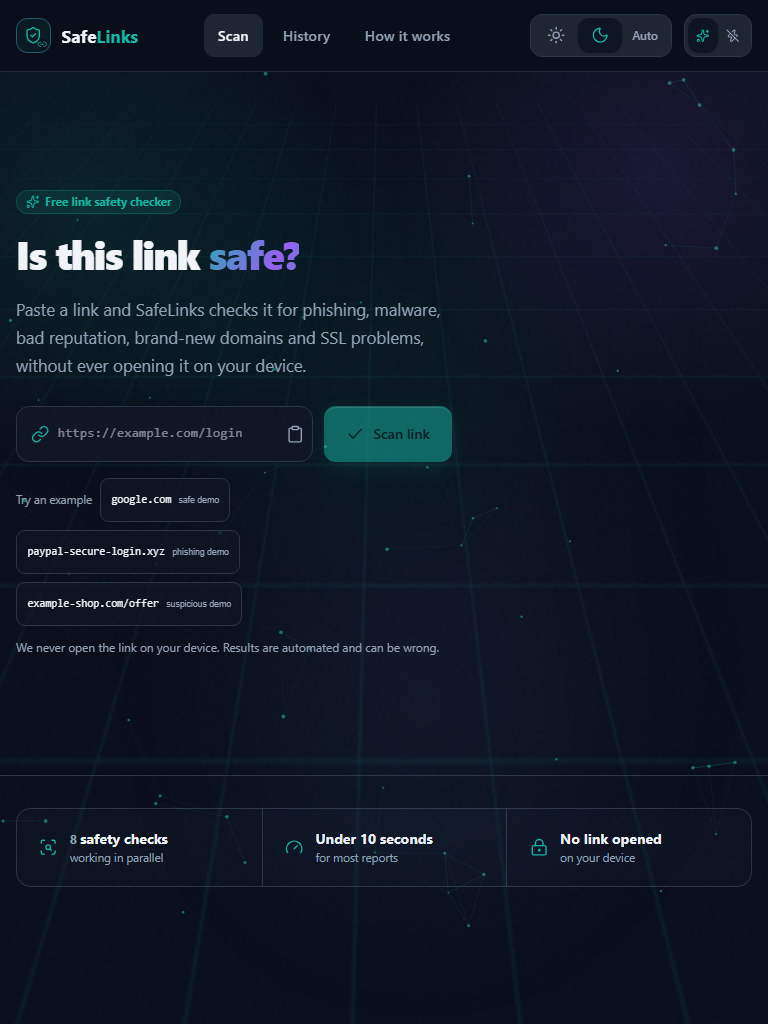 SafeLinks
Scan
History
How it works
Auto
Free link safety checker
Is this link safe?
Paste a link and SafeLinks checks it for phishing, malware,
bad reputation, brand-new domains and SSL problems,
without ever opening it on your device.
https://example.com/login
Scan link
Try an example
google.com safe demo
paypal-secure-login.xyz phishing demo
example-shop.com/offer suspicious demo
We never open the link on your device. Results are automated and can be wrong.
8 safety checks
working in parallel
Under 10 seconds
for most reports
No link opened
on your device